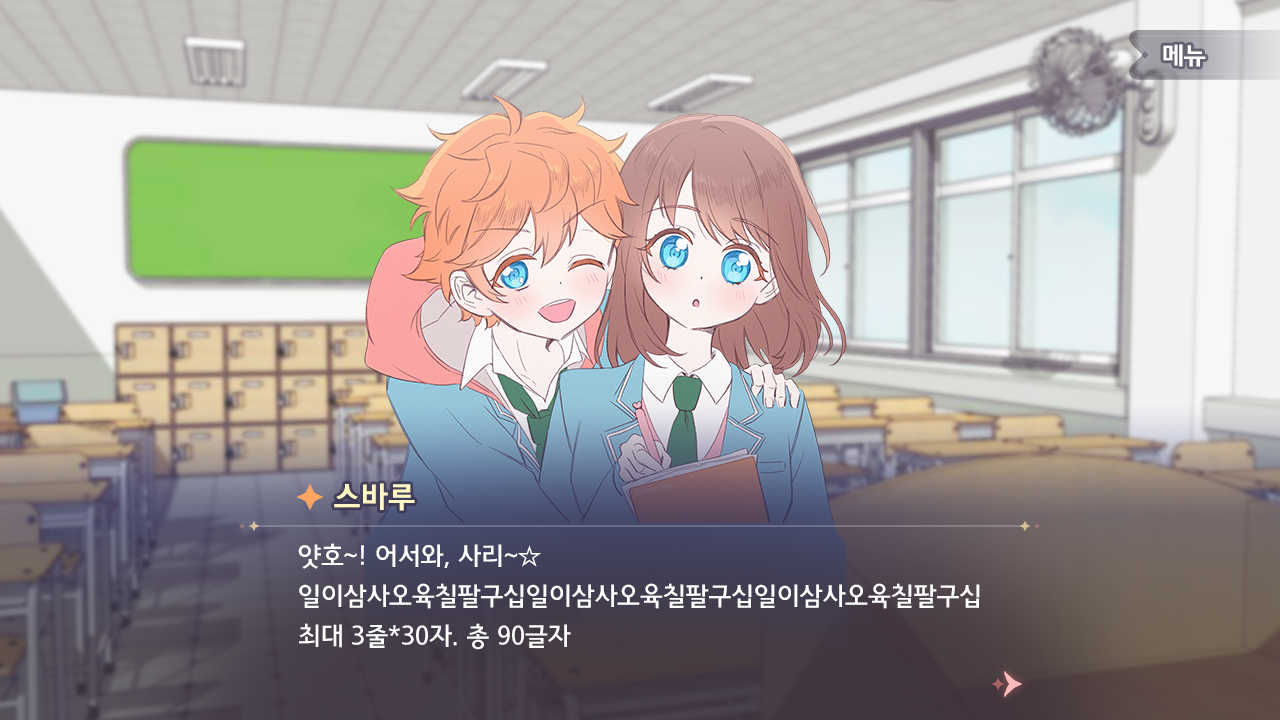 메뉴
스바루
얏호~! 어서와, 사리~☆
일이삼사오육칠팔구십일이삼사오육칠팔구십일이삼사오육칠팔구십
최대 3줄*30자. 총 90글자